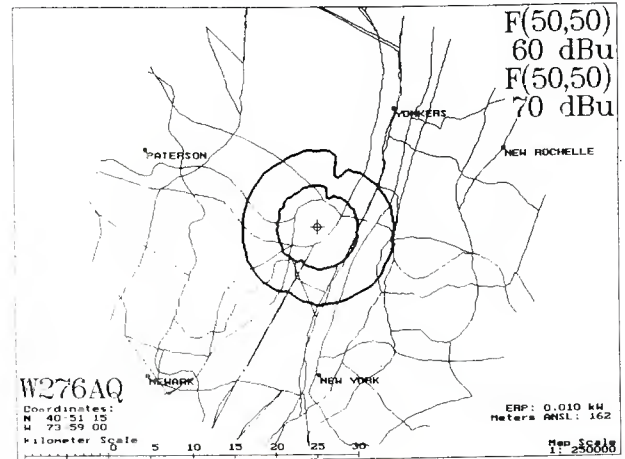 F(50,50)
60 dBu
F(50,50)
70 dBu
YONKERS
PATERSON
NEW ROCHELLE
NEWARK
NEW YORK
W276AQ
Coordinates:
N 40-51 15
W 73-59 00
Kilometer Scale
0 5 10 15 20 25 30
ERP: 0.010 kW
Meters AMSL: 162
Map Scale
1: 250000